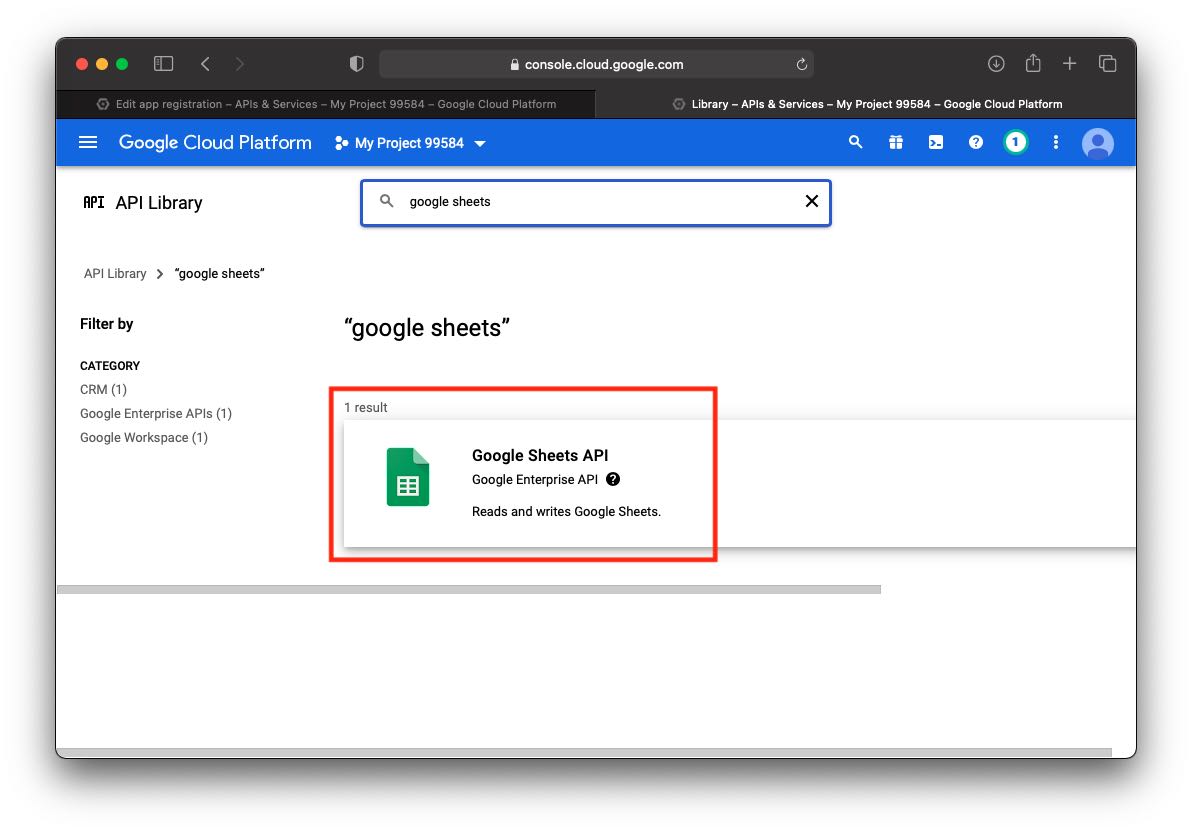 console.cloud.google.com
Edit app registration – APIs & Services – My Project 99584 – Google Cloud Platform
Library – APIs & Services – My Project 99584 – Google Cloud Platform
Google Cloud Platform
My Project 99584
1
API API Library
google sheets
API Library > “google sheets”
Filter by
“google sheets”
CATEGORY
CRM (1)
Google Enterprise APIs (1)
Google Workspace (1)
1 result
Google Sheets API
Google Enterprise API ?
Reads and writes Google Sheets.